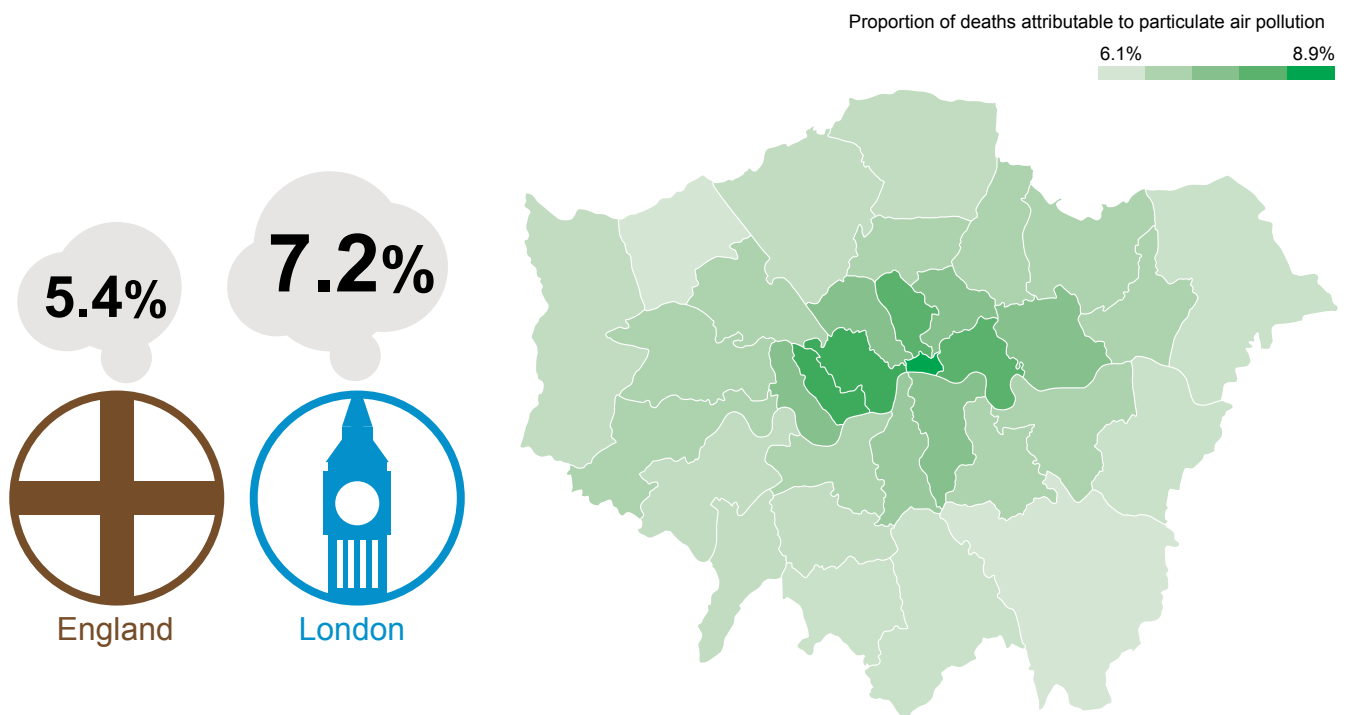 Proportion of deaths attributable to particulate air pollution
6.1% 8.9%
5.4%
7.2%
England
London